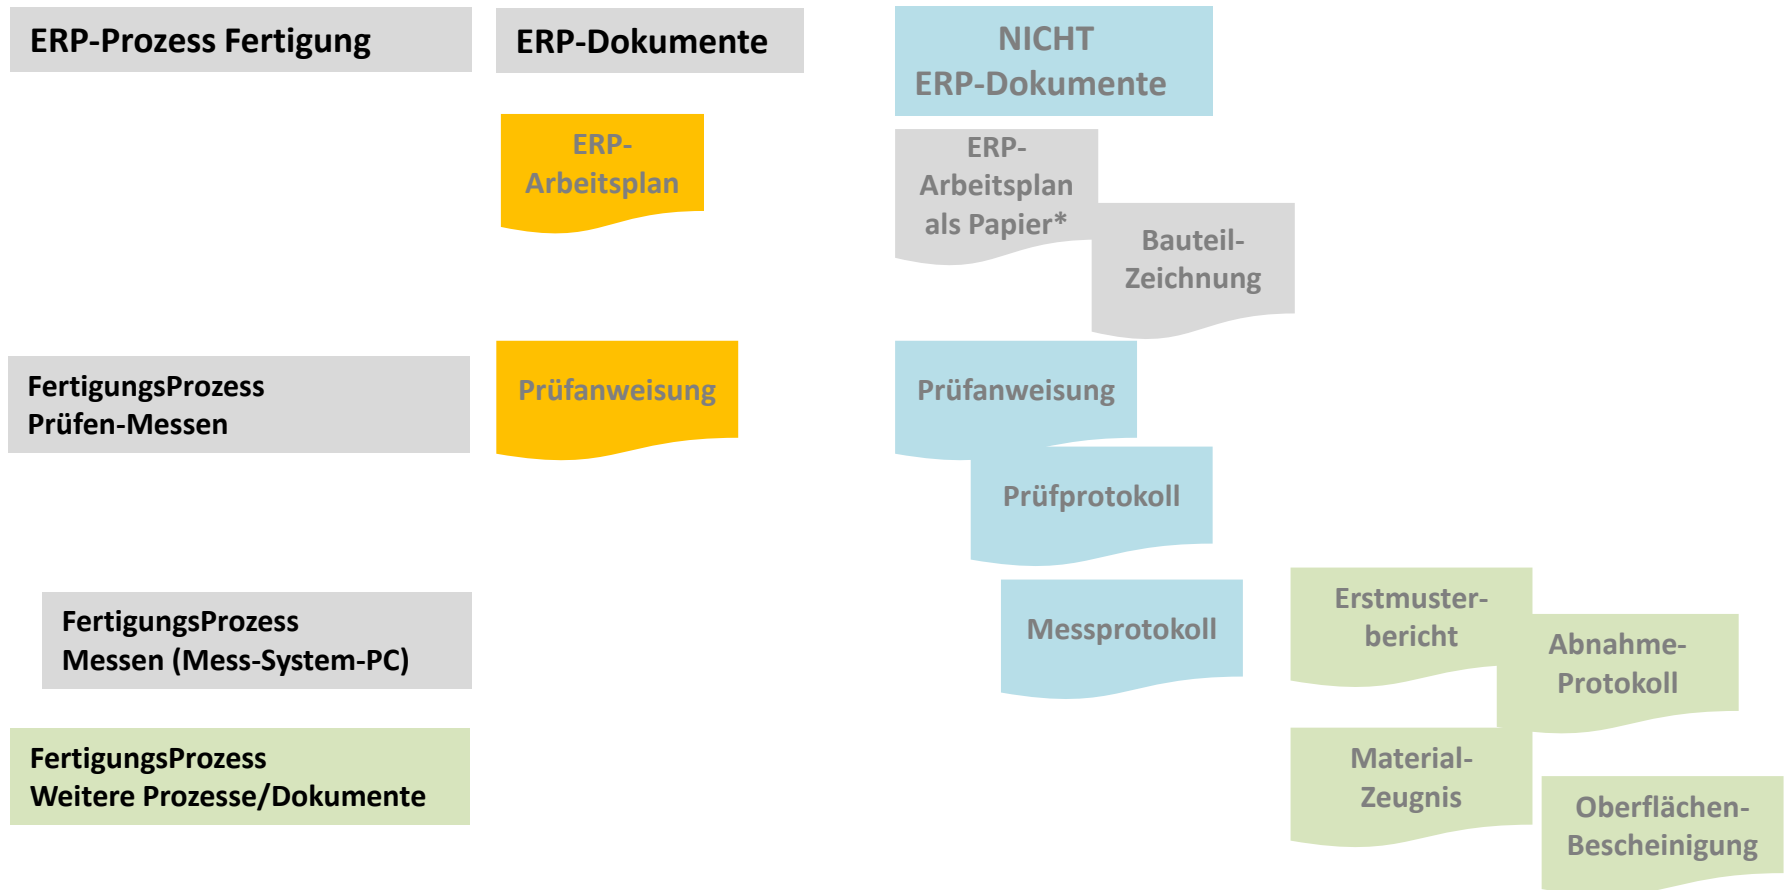 ERP-Prozess Fertigung
ERP-Dokumente
NICHT
ERP-Dokumente
ERP-
Arbeitsplan
ERP-
Arbeitsplan
als Papier*
Bauteil-
Zeichnung
FertigungsProzess
Prüfen-Messen
Prüfanweisung
Prüfanweisung
Prüfprotokoll
FertigungsProzess
Messen (Mess-System-PC)
Messprotokoll
Erstmuster-
bericht
Abnahme-
Protokoll
FertigungsProzess
Weitere Prozesse/Dokumente
Material-
Zeugnis
Oberflächen-
Bescheinigung